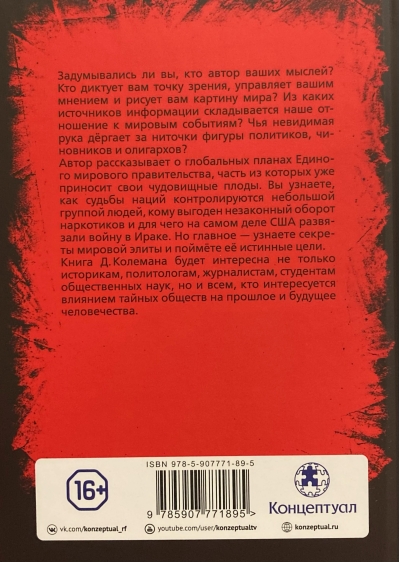 Задумывались ли вы, кто автор ваших мыслей?
Кто диктует вам точку зрения, управляет вашим
мнением и рисует вам картину мира? Из каких
источников информации складывается наше от-
ношение к мировым событиям? Чья невидимая
рука дёргает за ниточки фигуры политиков, чи-
новников и олигархов?
Автор рассказывает о глобальных планах Едино-
го мирового правительства, часть из которых уже
приносит свои чудовищные плоды. Вы узнаете,
как судьбы наций контролируются небольшой
группой людей, кому выгоден незаконный оборот
наркотиков и для чего на самом деле США развя-
зали войну в Ираке. Но главное — узнаете секре-
ты мировой элиты и поймёте её истинные цели.
Книга Д.Колемана будет интересна не только
историкам, политологам, журналистам, студентам
общественных наук, но и всем, кто интересуется
влиянием тайных обществ на прошлое и будущее
человечества.
ISBN 978-5-907771-89-5
16+
9 785907 771895 >
Концептуал
vk.com/konzeptual_rf
youtube.com/user/konzeptualtv
konzeptual.ru